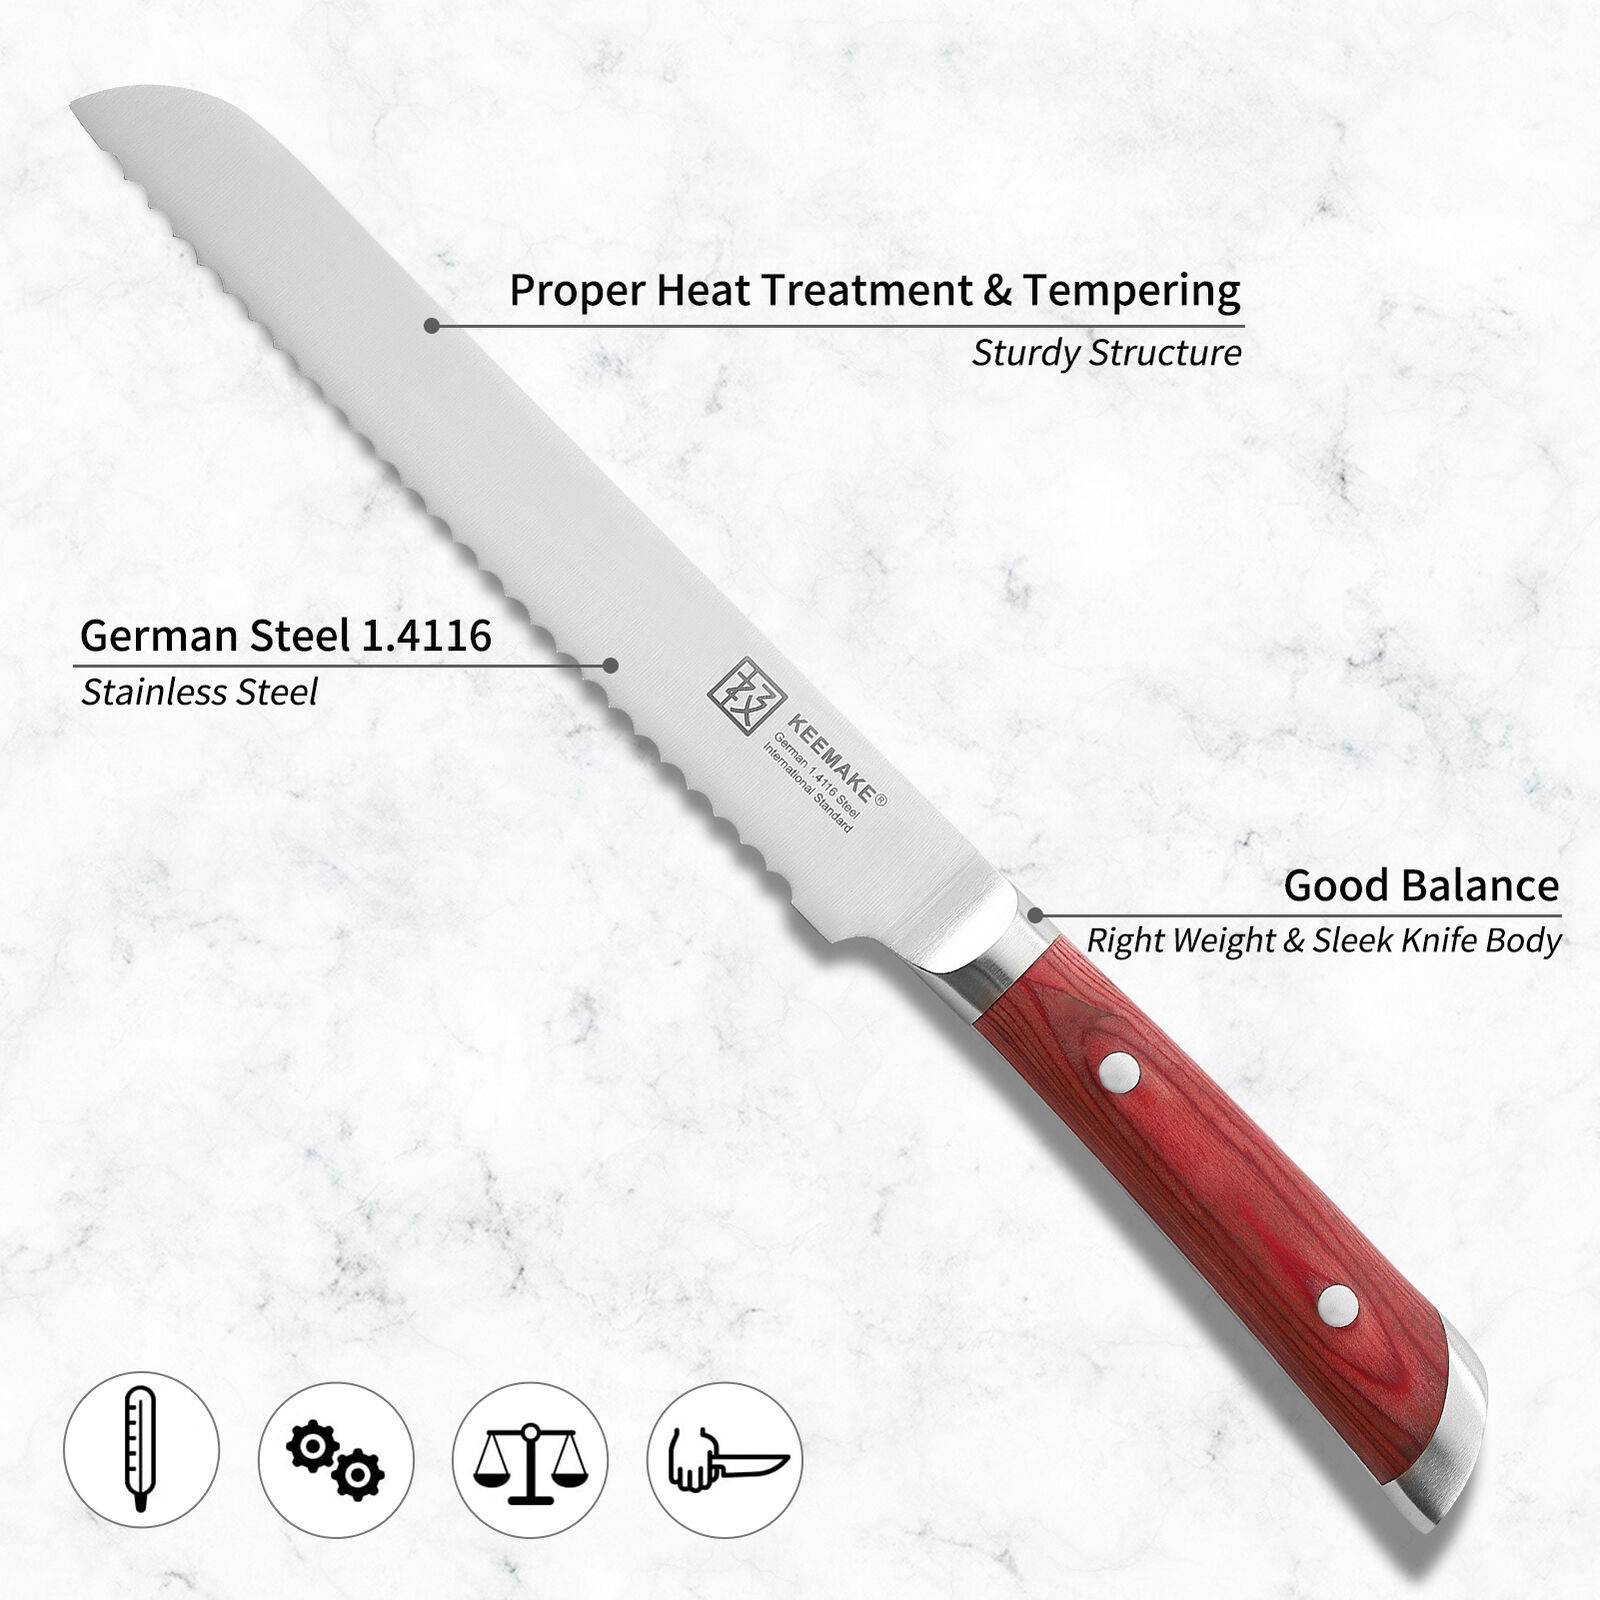 Proper Heat Treatment & Tempering
Sturdy Structure
German Steel 1.4116
Stainless Steel
KEEMAKE®
German 1.4116 Steel
International Standard
Good Balance
Right Weight & Sleek Knife Body